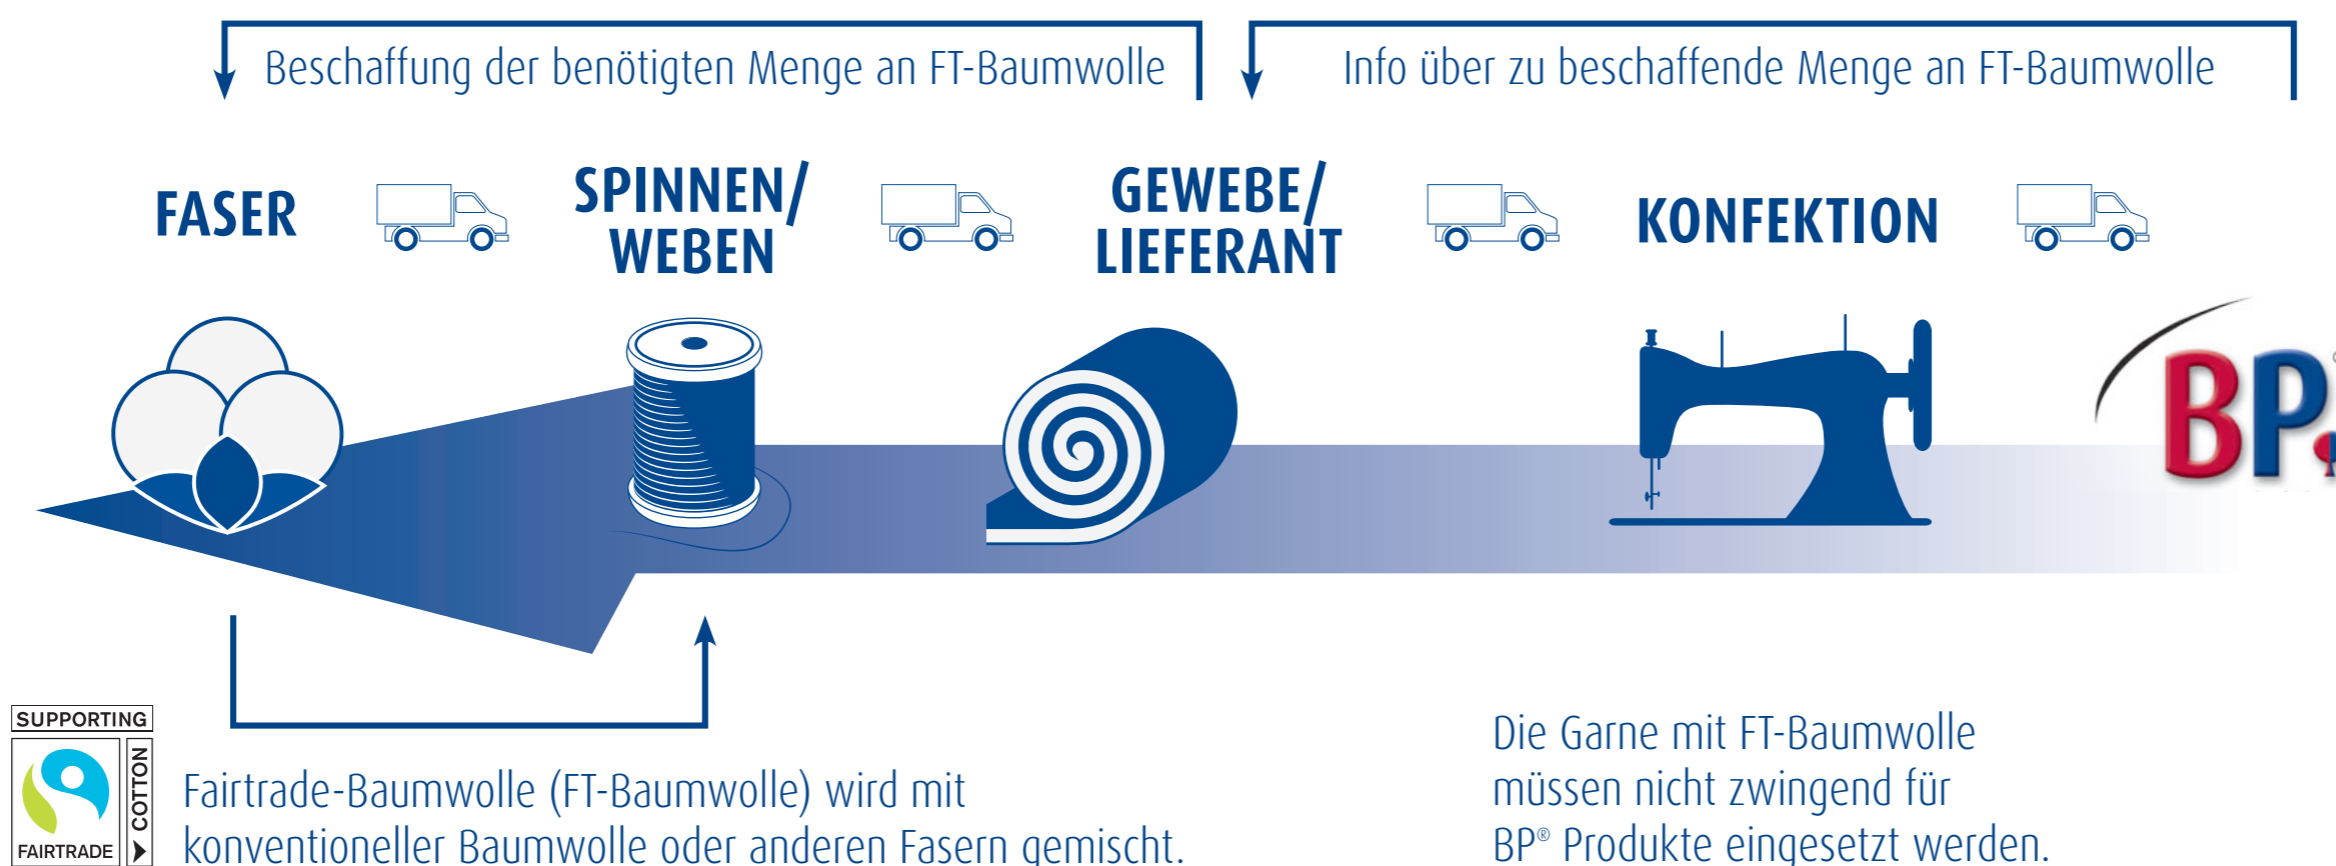 Beschaffung der benötigten Menge an FT-Baumwolle
Info über zu beschaffende Menge an FT-Baumwolle
FASER
SPINNEN/
WEBEN
GEWEBE/
LIEFERANT
KONFEKTION
BP
SUPPORTING
FAIRTRADE
COTTON
Fairtrade-Baumwolle (FT-Baumwolle) wird mit
konventioneller Baumwolle oder anderen Fasern gemischt.
Die Garne mit FT-Baumwolle
müssen nicht zwingend für
BP® Produkte eingesetzt werden.